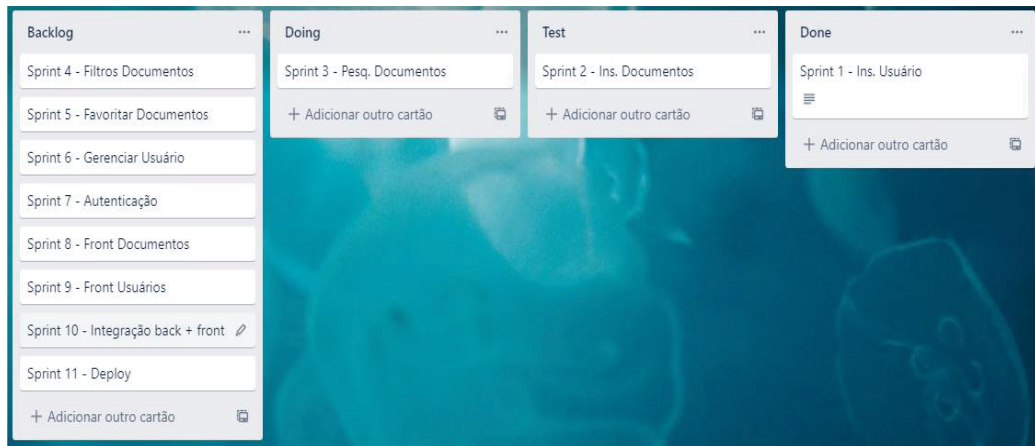 Backlog
Sprint 4 - Filtros Documentos
Sprint 5 - Favoritar Documentos
Sprint 6 - Gerenciar Usuário
Sprint 7 - Autenticação
Sprint 8 - Front Documentos
Sprint 9 - Front Usuários
Sprint 10 - Integração back + front
Sprint 11 - Deploy
+ Adicionar outro cartão
Doing
Sprint 3 - Pesq. Documentos
+ Adicionar outro cartão
Test
Sprint 2 - Ins. Documentos
+ Adicionar outro cartão
Done
Sprint 1 - Ins. Usuário
+ Adicionar outro cartão